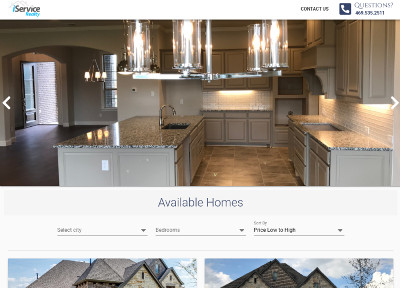 iService
Realty
CONTACT US
QUESTIONS?
469.535.2511
Available Homes
Select city
Bedrooms
Sort By
Price Low to High